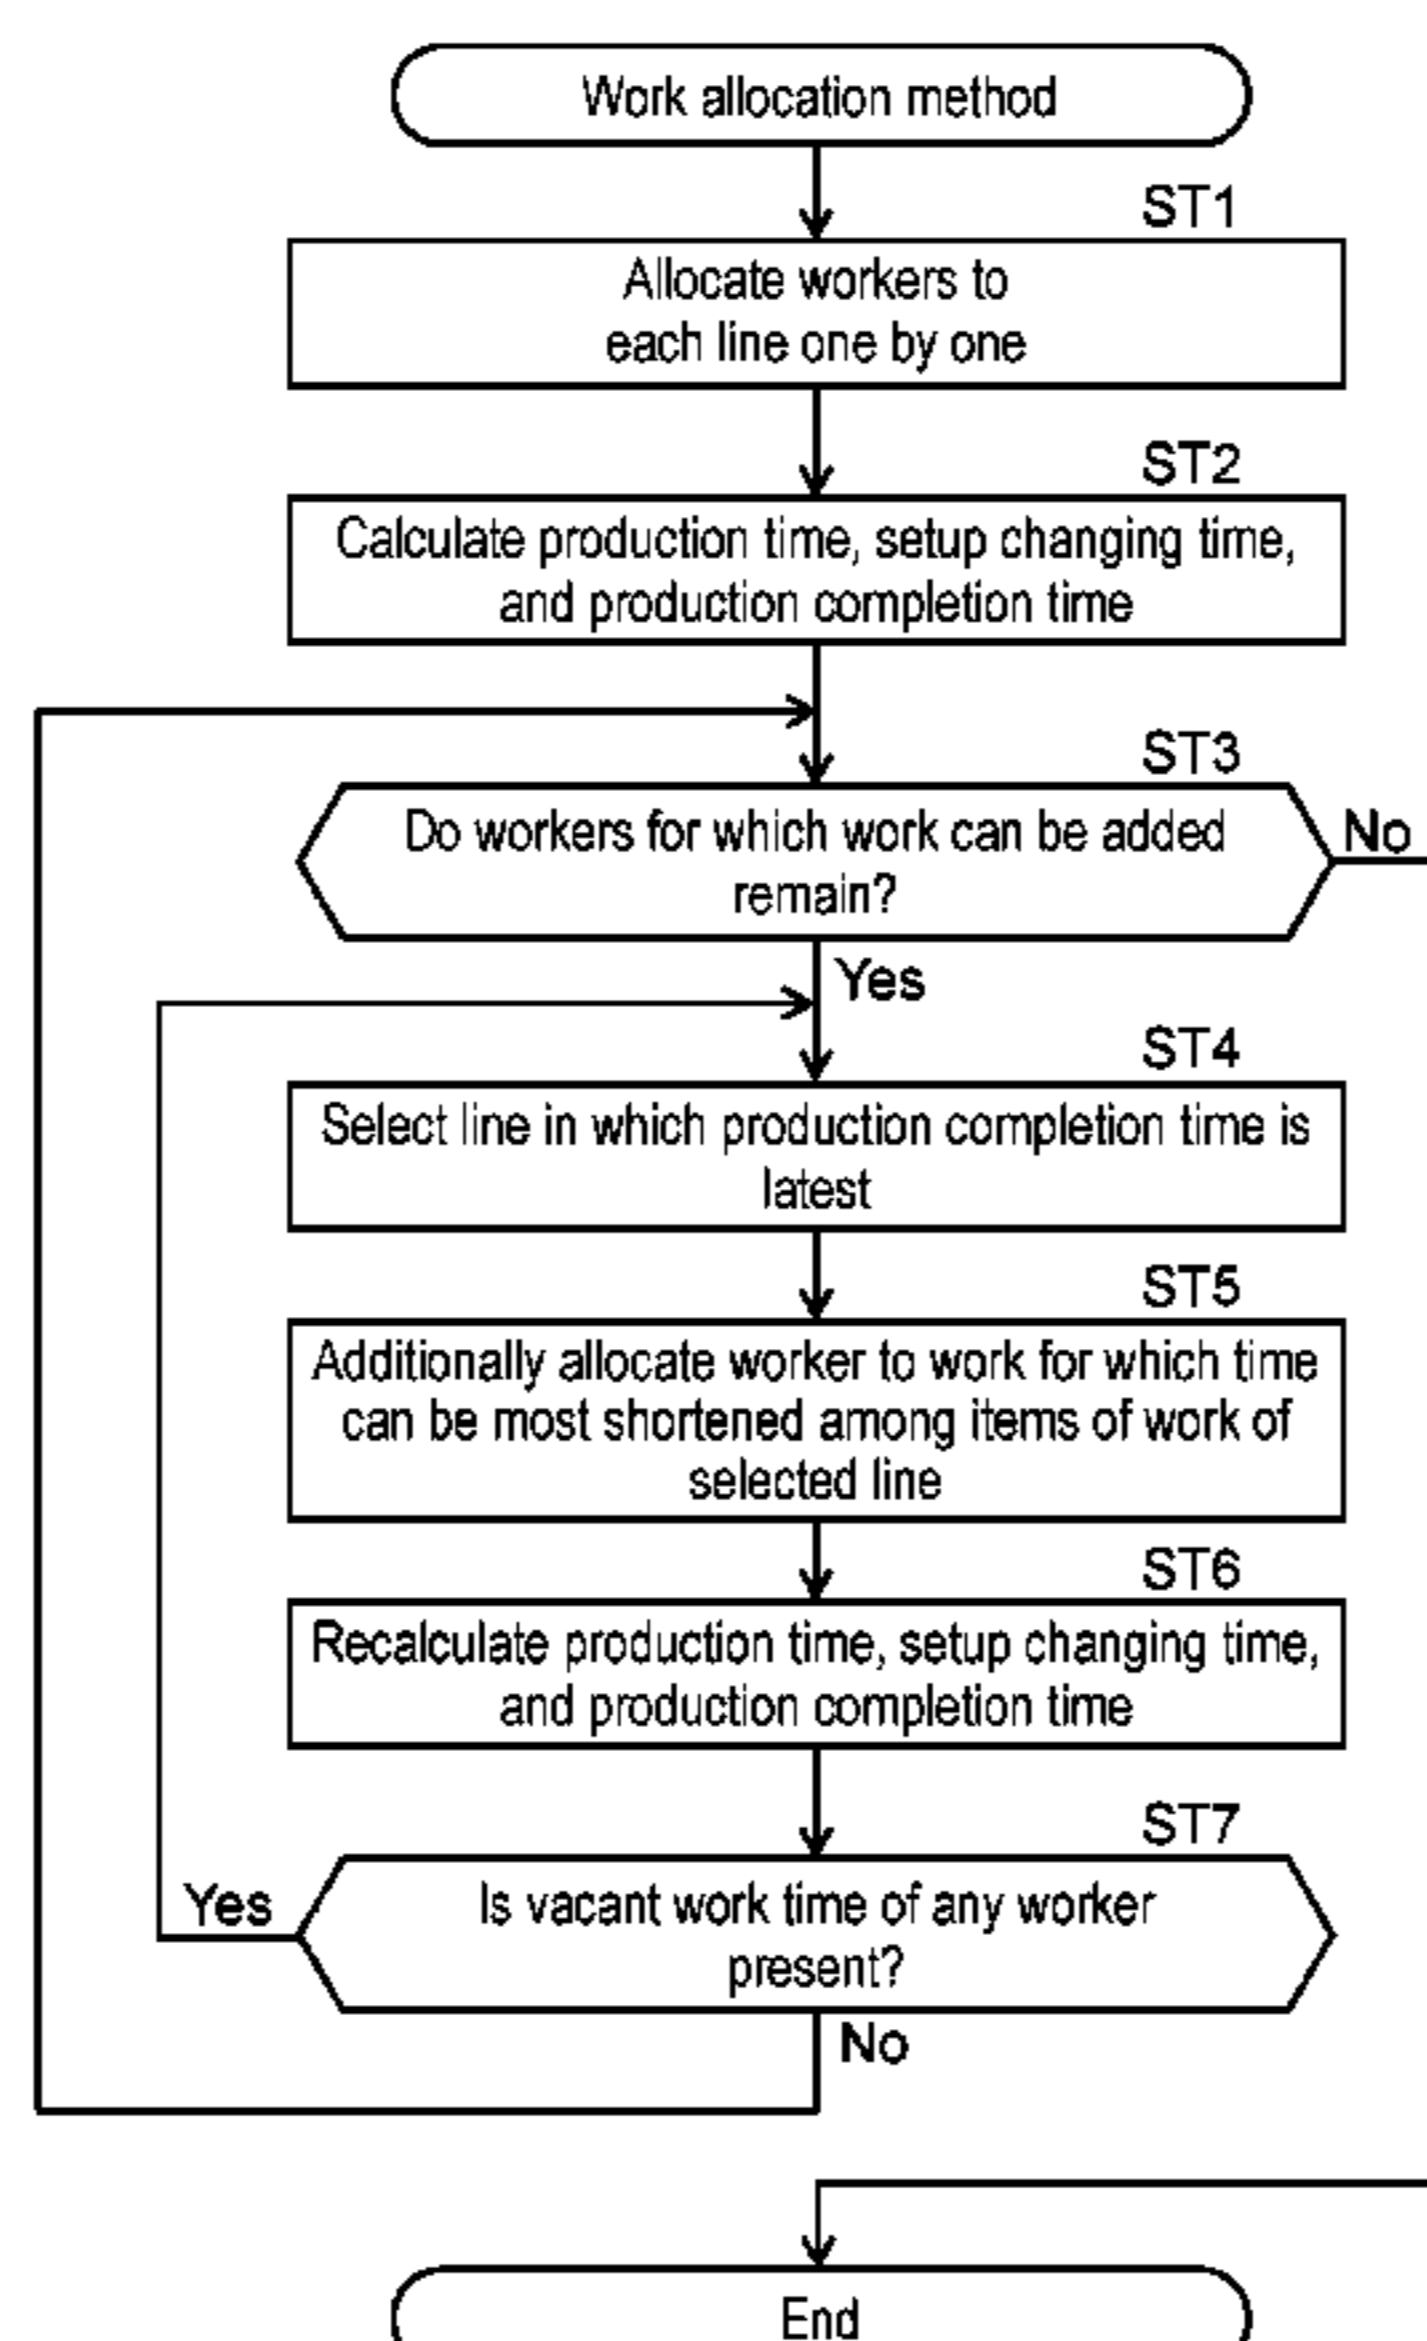 Work allocation method
ST1
Allocate workers to
each line one by one
ST2
Calculate production time, setup changing time,
and production completion time
ST3
Do workers for which work can be added
remain?
No
Yes
ST4
Select line in which production completion time is
latest
ST5
Additionally allocate worker to work for which time
can be most shortened among items of work of
selected line
ST6
Recalculate production time, setup changing time,
and production completion time
ST7
Is vacant work time of any worker
present?
Yes
No
End